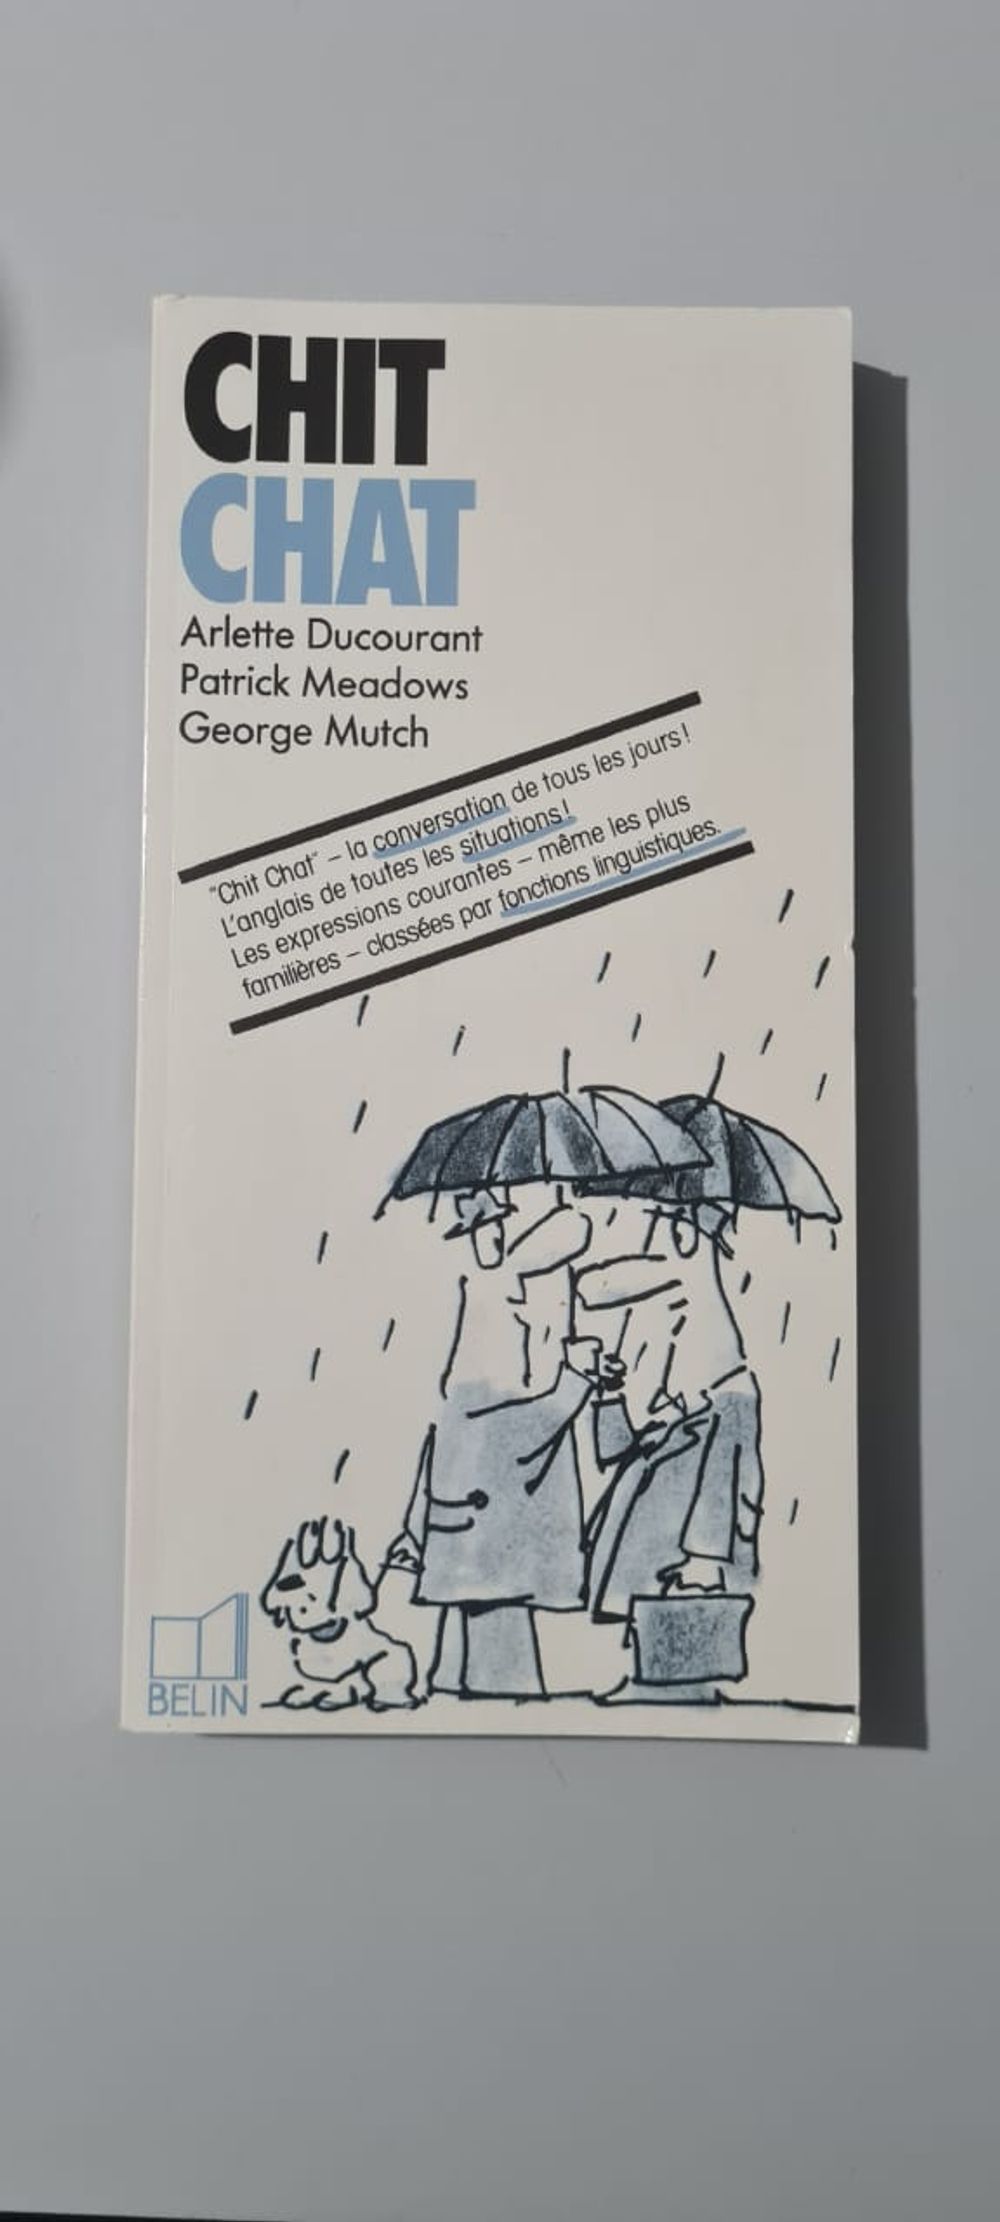 CHIT
CHAT
Arlette Ducourant
Patrick Meadows
George Mutch
"Chit Chat" – la conversation de tous les jours !
L'anglais de toutes les situations !
Les expressions courantes – même les plus
familières – classées par fonctions linguistiques.
BELIN